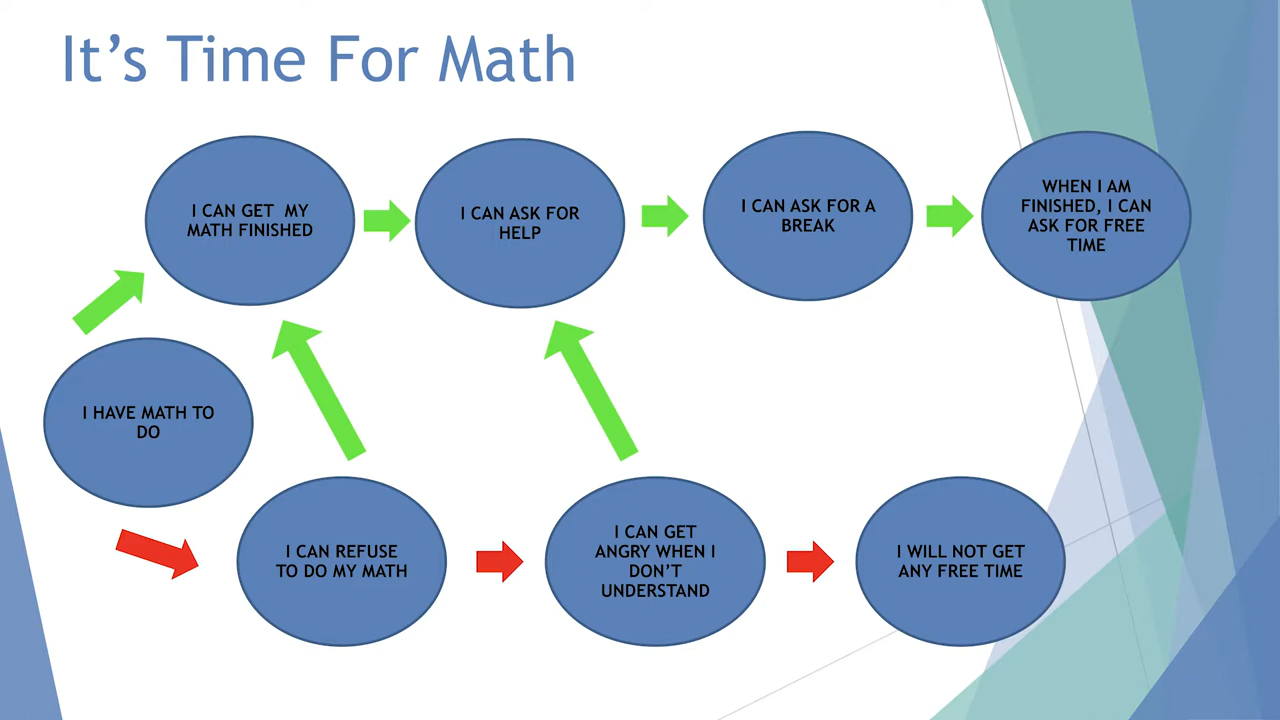 It’s Time For Math
I CAN GET MY
MATH FINISHED
I CAN ASK FOR
HELP
I CAN ASK FOR A
BREAK
WHEN I AM
FINISHED, I CAN
ASK FOR FREE
TIME
I HAVE MATH TO
DO
I CAN REFUSE
TO DO MY MATH
I CAN GET
ANGRY WHEN I
DON’T
UNDERSTAND
I WILL NOT GET
ANY FREE TIME